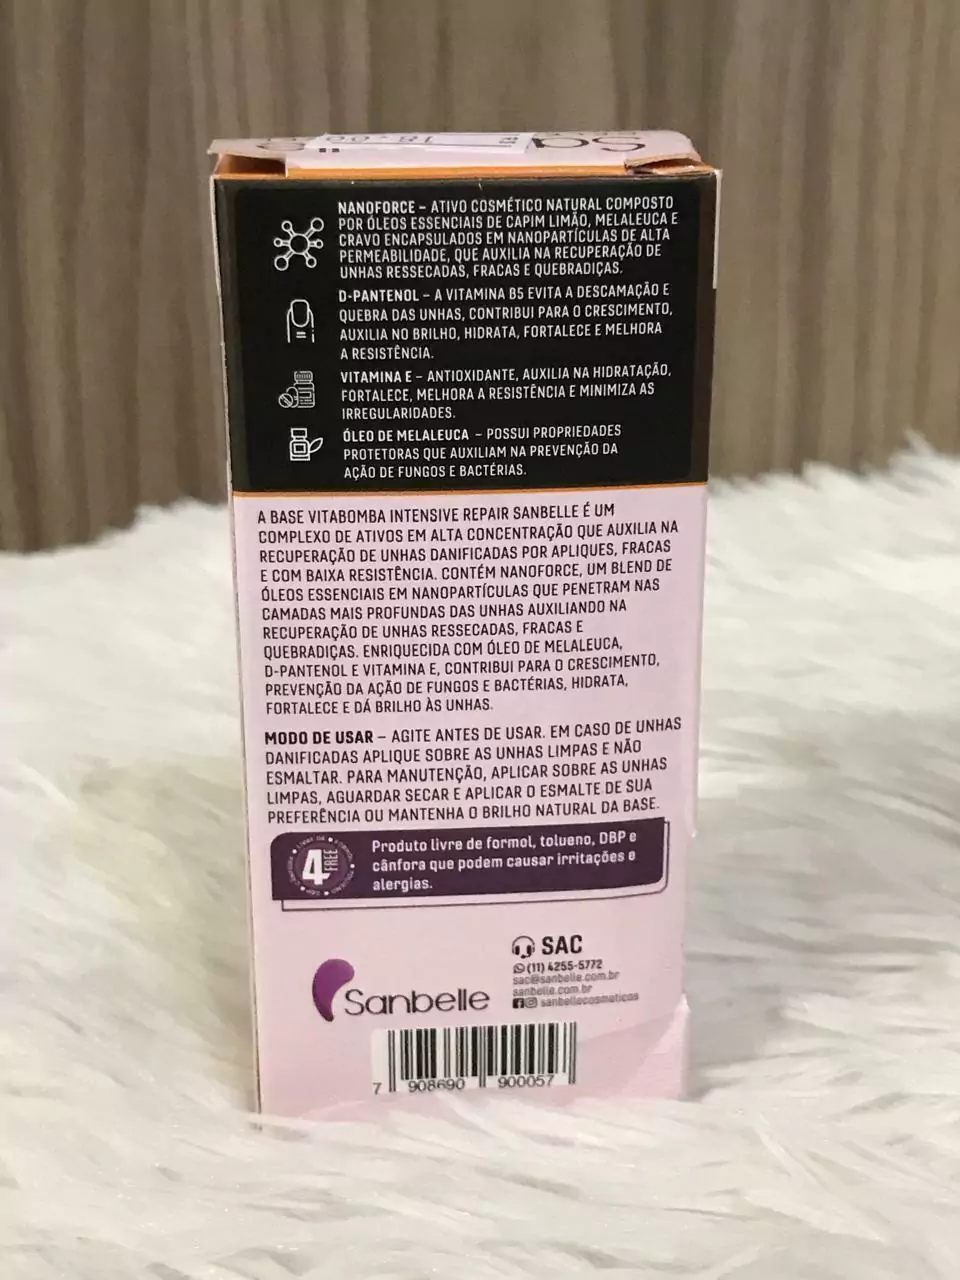 NANOFORCE – ATIVO COSMÉTICO NATURAL COMPOSTO
POR ÓLEOS ESSENCIAIS DE CAPIM LIMÃO, MELALEUCA E
CRAVO ENCAPSULADOS EM NANOPARTÍCULAS DE ALTA
PERMEABILIDADE, QUE AUXILIA NA RECUPERAÇÃO DE
UNHAS RESSECADAS, FRACAS E QUEBRADIÇAS.
D-PANTENOL – A VITAMINA B5 EVITA A DESCAMAÇÃO E
QUEBRA DAS UNHAS, CONTRIBUI PARA O CRESCIMENTO,
AUXILIA NO BRILHO, HIDRATA, FORTALECE E MELHORA
A RESISTÊNCIA.
VITAMINA E – ANTIOXIDANTE, AUXILIA NA HIDRATAÇÃO,
FORTALECE, MELHORA A RESISTÊNCIA E MINIMIZA AS
IRREGULARIDADES.
ÓLEO DE MELALEUCA – POSSUI PROPRIEDADES
PROTETORAS QUE AUXILIAM NA PREVENÇÃO DA
AÇÃO DE FUNGOS E BACTÉRIAS.
A BASE VITABOMBA INTENSIVE REPAIR SANBELLE É UM
COMPLEXO DE ATIVOS EM ALTA CONCENTRAÇÃO QUE AUXILIA NA
RECUPERAÇÃO DE UNHAS DANIFICADAS POR APLIQUES, FRACAS
E COM BAIXA RESISTÊNCIA. CONTÉM NANOFORCE, UM BLEND DE
ÓLEOS ESSENCIAIS EM NANOPARTÍCULAS QUE PENETRAM NAS
CAMADAS MAIS PROFUNDAS DAS UNHAS AUXILIANDO NA
RECUPERAÇÃO DE UNHAS RESSECADAS, FRACAS E
QUEBRADIÇAS. ENRIQUECIDA COM ÓLEO DE MELALEUCA,
D-PANTENOL E VITAMINA E, CONTRIBUI PARA O CRESCIMENTO,
PREVENÇÃO DA AÇÃO DE FUNGOS E BACTÉRIAS, HIDRATA,
FORTALECE E DÁ BRILHO ÀS UNHAS.
MODO DE USAR – AGITE ANTES DE USAR. EM CASO DE UNHAS
DANIFICADAS APLIQUE SOBRE AS UNHAS LIMPAS E NÃO
ESMALTAR. PARA MANUTENÇÃO, APLICAR SOBRE AS UNHAS
LIMPAS, AGUARDAR SECAR E APLICAR O ESMALTE DE SUA
PREFERÊNCIA OU MANTENHA O BRILHO NATURAL DA BASE.
4 FREE
Produto livre de formol, tolueno, DBP e
cânfora que podem causar irritações e
alergias.
SAC
(11) 4255-5772
sac@sanbelle.com.br
sanbelle.com.br
sanbellecosmeticos
Sanbelle
7 908690 900057